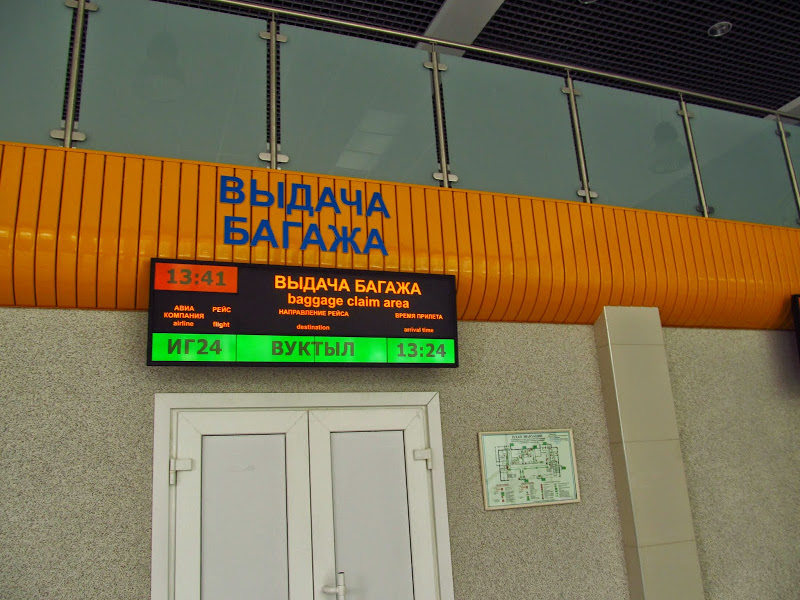 ВЫДАЧА
БАГАЖА
13:41
ВЫДАЧА БАГАЖА
baggage claim area
АВИА
КОМПАНИЯ
airline
РЕЙС
flight
НАПРАВЛЕНИЕ РЕЙСА
destination
ВРЕМЯ ПРИЛЕТА
arrival time
ИГ24 ВУКТЫЛ 13:24